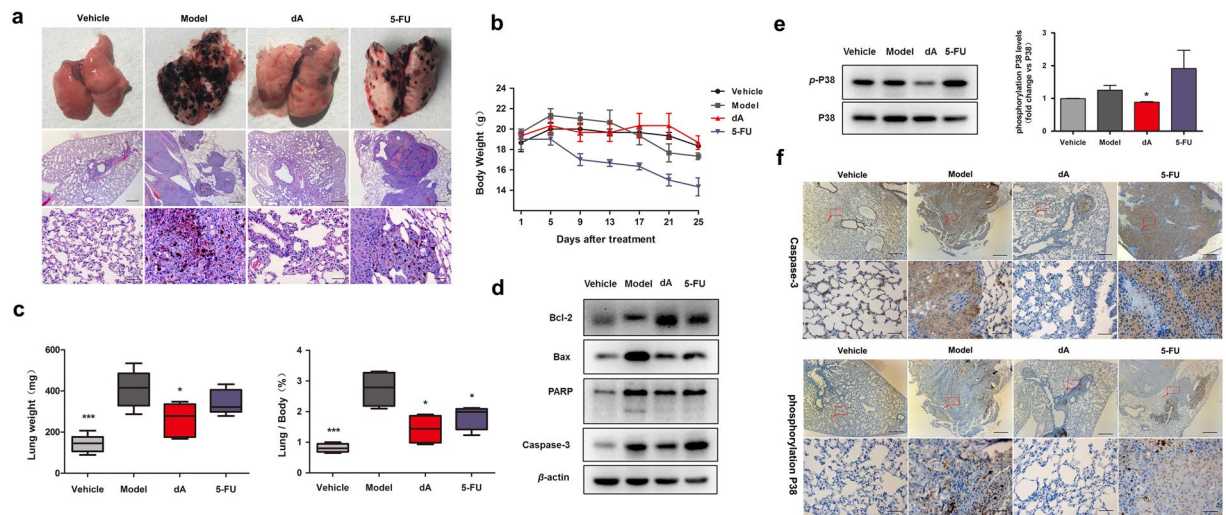 a
Vehicle Model dA 5-FU
b
Body Weight (g)
22
20
18
16
14
1 5 9 13 17 21 25
Days after treatment
Vehicle
Model
dA
5-FU
c
Lung weight (mg)
600
400
200
0
Vehicle Model dA 5-FU
***
*
Lung / Body (%)
4
3
2
1
0
Vehicle Model dA 5-FU
***
*
*
d
Vehicle Model dA 5-FU
Bcl-2
Bax
PARP
Caspase-3
β-actin
e
Vehicle Model dA 5-FU
p-P38
P38
phosphorylation P38 levels
(fold change vs P38)
3
2
1
0
*
Vehicle Model dA 5-FU
f
Vehicle Model dA 5-FU
Caspase-3
Vehicle Model dA 5-FU
phosphorylation P38